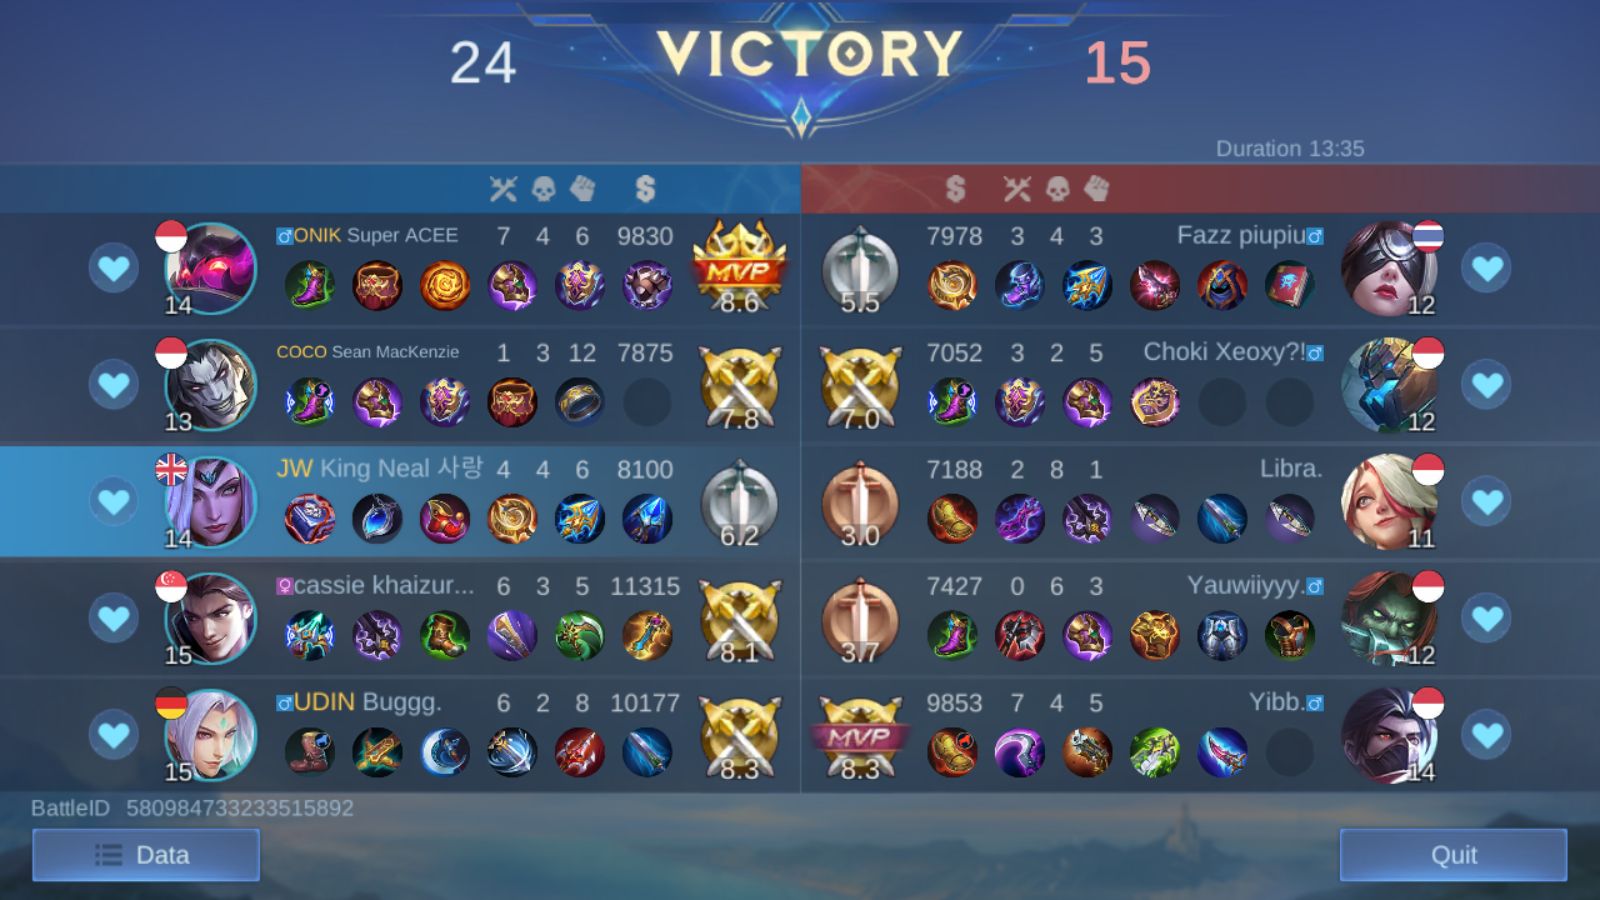 24 VICTORY 15
Duration 13:35
ONIK Super ACEE 7 4 6 9830 MVP 8.6 14
5.5 7978 3 4 3 Fazz piupiu 12
COCO Sean MacKenzie 1 3 12 7875 7.8 13
7.0 7052 3 2 5 Choki Xeoxy?! 12
JW King Neal 사랑 4 4 6 8100 6.2 14
3.0 7188 2 8 1 Libra. 11
cassie khaizur... 6 3 5 11315 8.1 15
3.7 7427 0 6 3 Yauwiiyyy. 12
UDIN Buggg. 6 2 8 10177 8.3 15
MVP 8.3 9853 7 4 5 Yibb. 14
BattleID 580984733233515892
Data
Quit